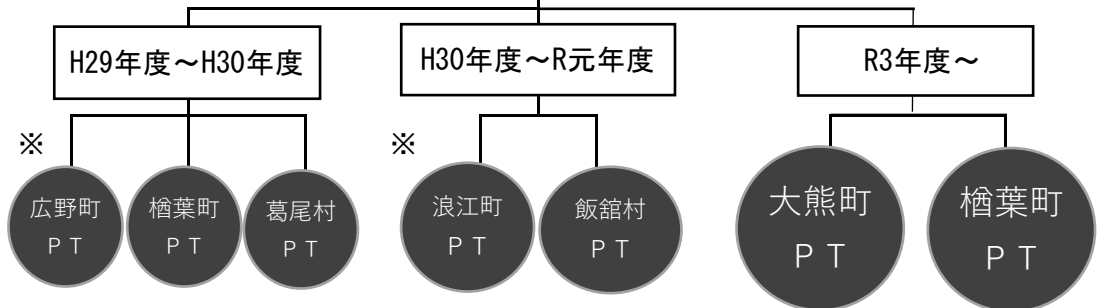 H29年度～H30年度
H30年度～R元年度
R3年度～
※
※
広野町
ＰＴ
楢葉町
ＰＴ
葛尾村
ＰＴ
浪江町
ＰＴ
飯舘村
ＰＴ
大熊町
ＰＴ
楢葉町
ＰＴ